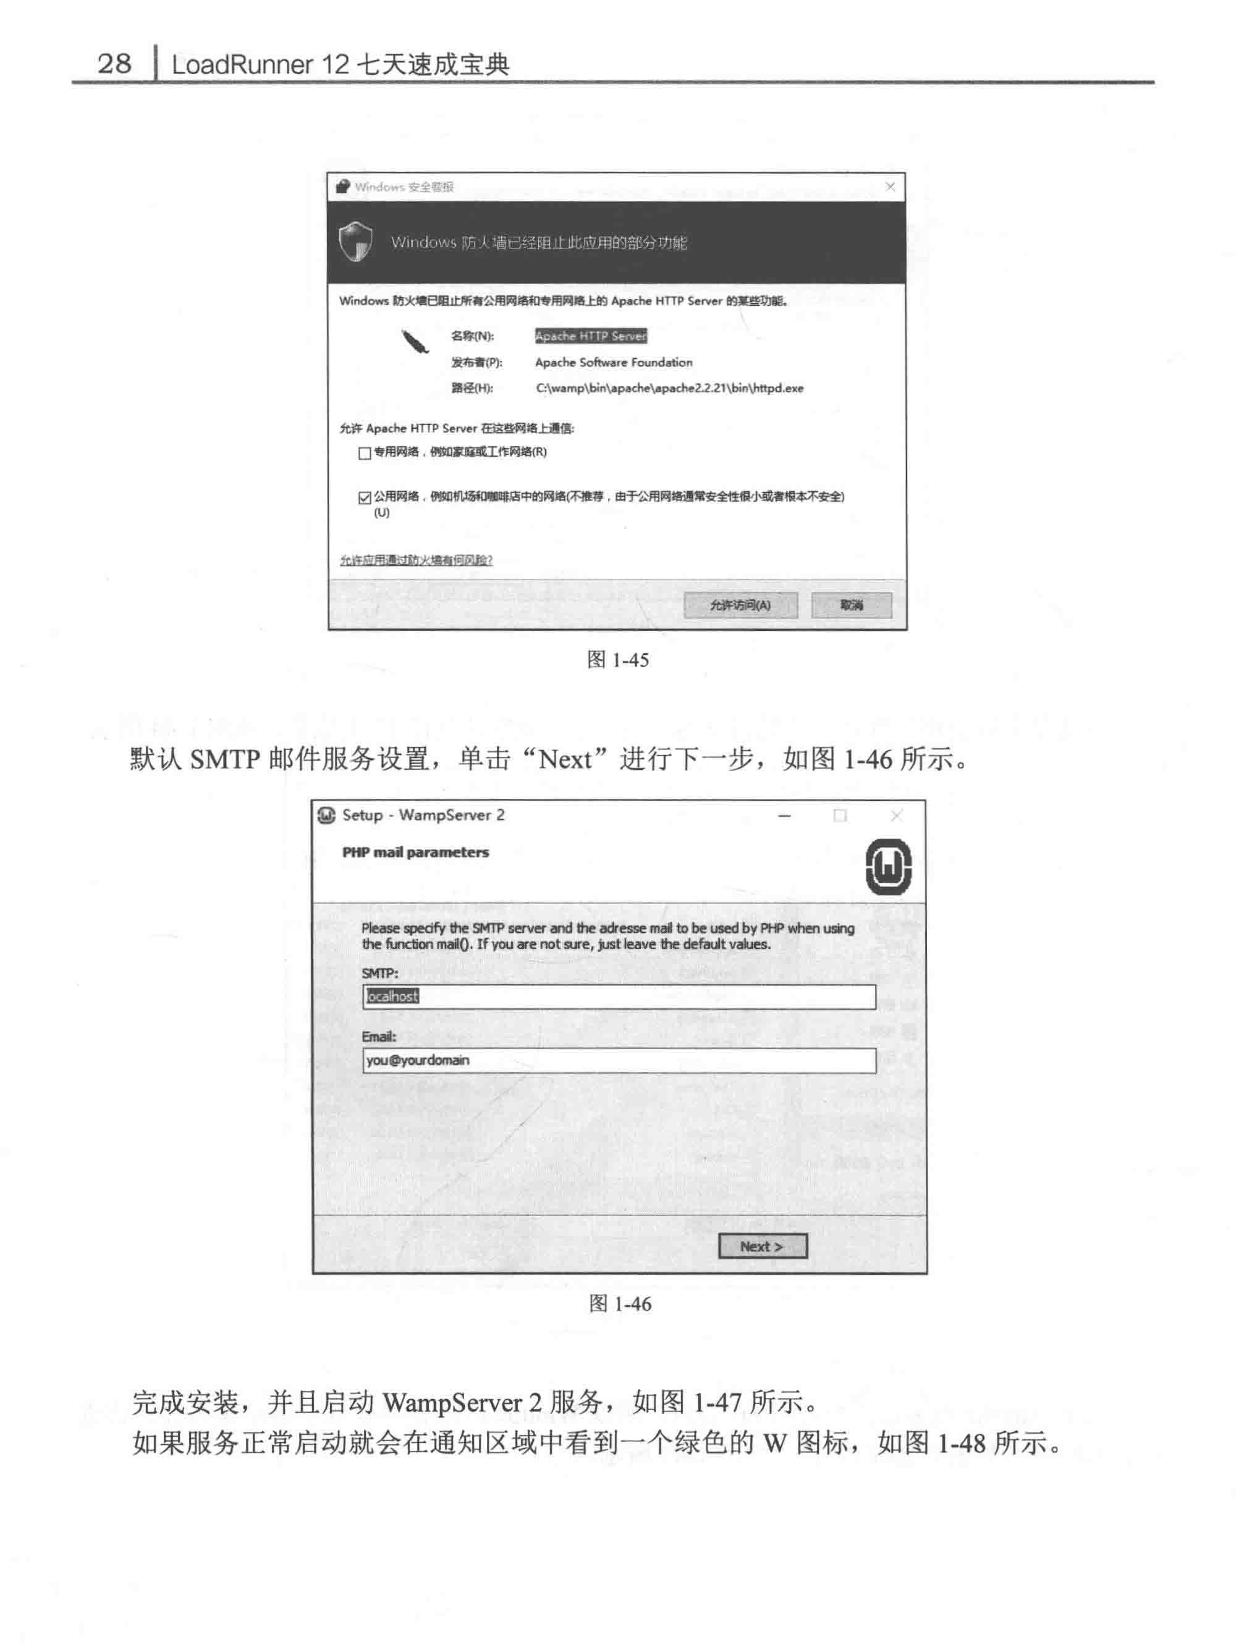 28 LoadRunner 12 七天速成宝典
Windows 安全警报
Windows 防火墙已经阻止此应用的部分功能
Windows 防火墙已阻止所有公用网络和专用网络上的 Apache HTTP Server 的某些功能。
名称(N): Apache HTTP Server
发布者(P): Apache Software Foundation
路径(H): C:\wamp\bin\apache\apache2.2.21\bin\httpd.exe
允许 Apache HTTP Server 在这些网络上通信:
专用网络，例如家庭或工作网络(R)
公用网络，例如机场和咖啡店中的网络(不推荐，由于公用网络通常安全性很小或者根本不安全)
(U)
允许应用通过防火墙有何风险?
允许访问(A) 取消
图 1-45
默认 SMTP 邮件服务设置，单击“Next”进行下一步，如图 1-46 所示。
Setup - WampServer 2
PHP mail parameters
Please specify the SMTP server and the adresse mail to be used by PHP when using
the function mail(). If you are not sure, just leave the default values.
SMTP:
localhost
Email:
you@yourdomain
Next >
图 1-46
完成安装，并且启动 WampServer 2 服务，如图 1-47 所示。
如果服务正常启动就会在通知区域中看到一个绿色的 W 图标，如图 1-48 所示。